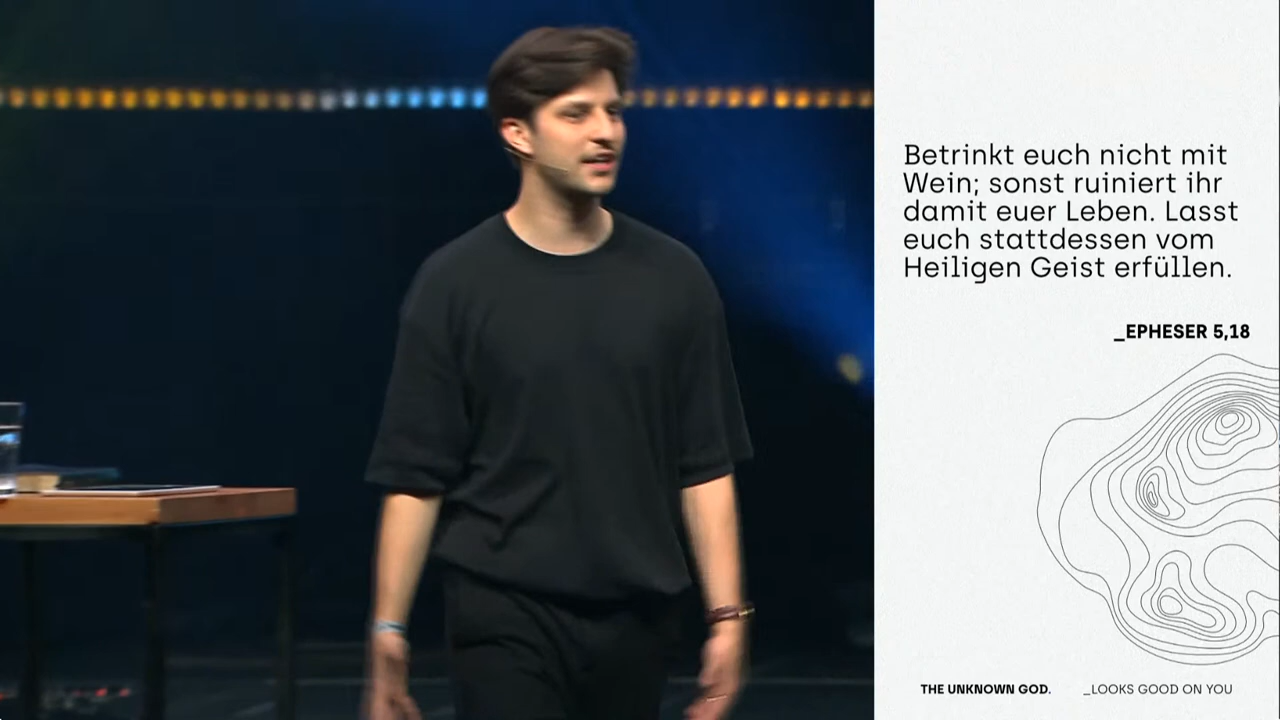 Betrinkt euch nicht mit
Wein; sonst ruiniert ihr
damit euer Leben. Lasst
euch stattdessen vom
Heiligen Geist erfüllen.
_EPHESER 5,18
THE UNKNOWN GOD. _LOOKS GOOD ON YOU